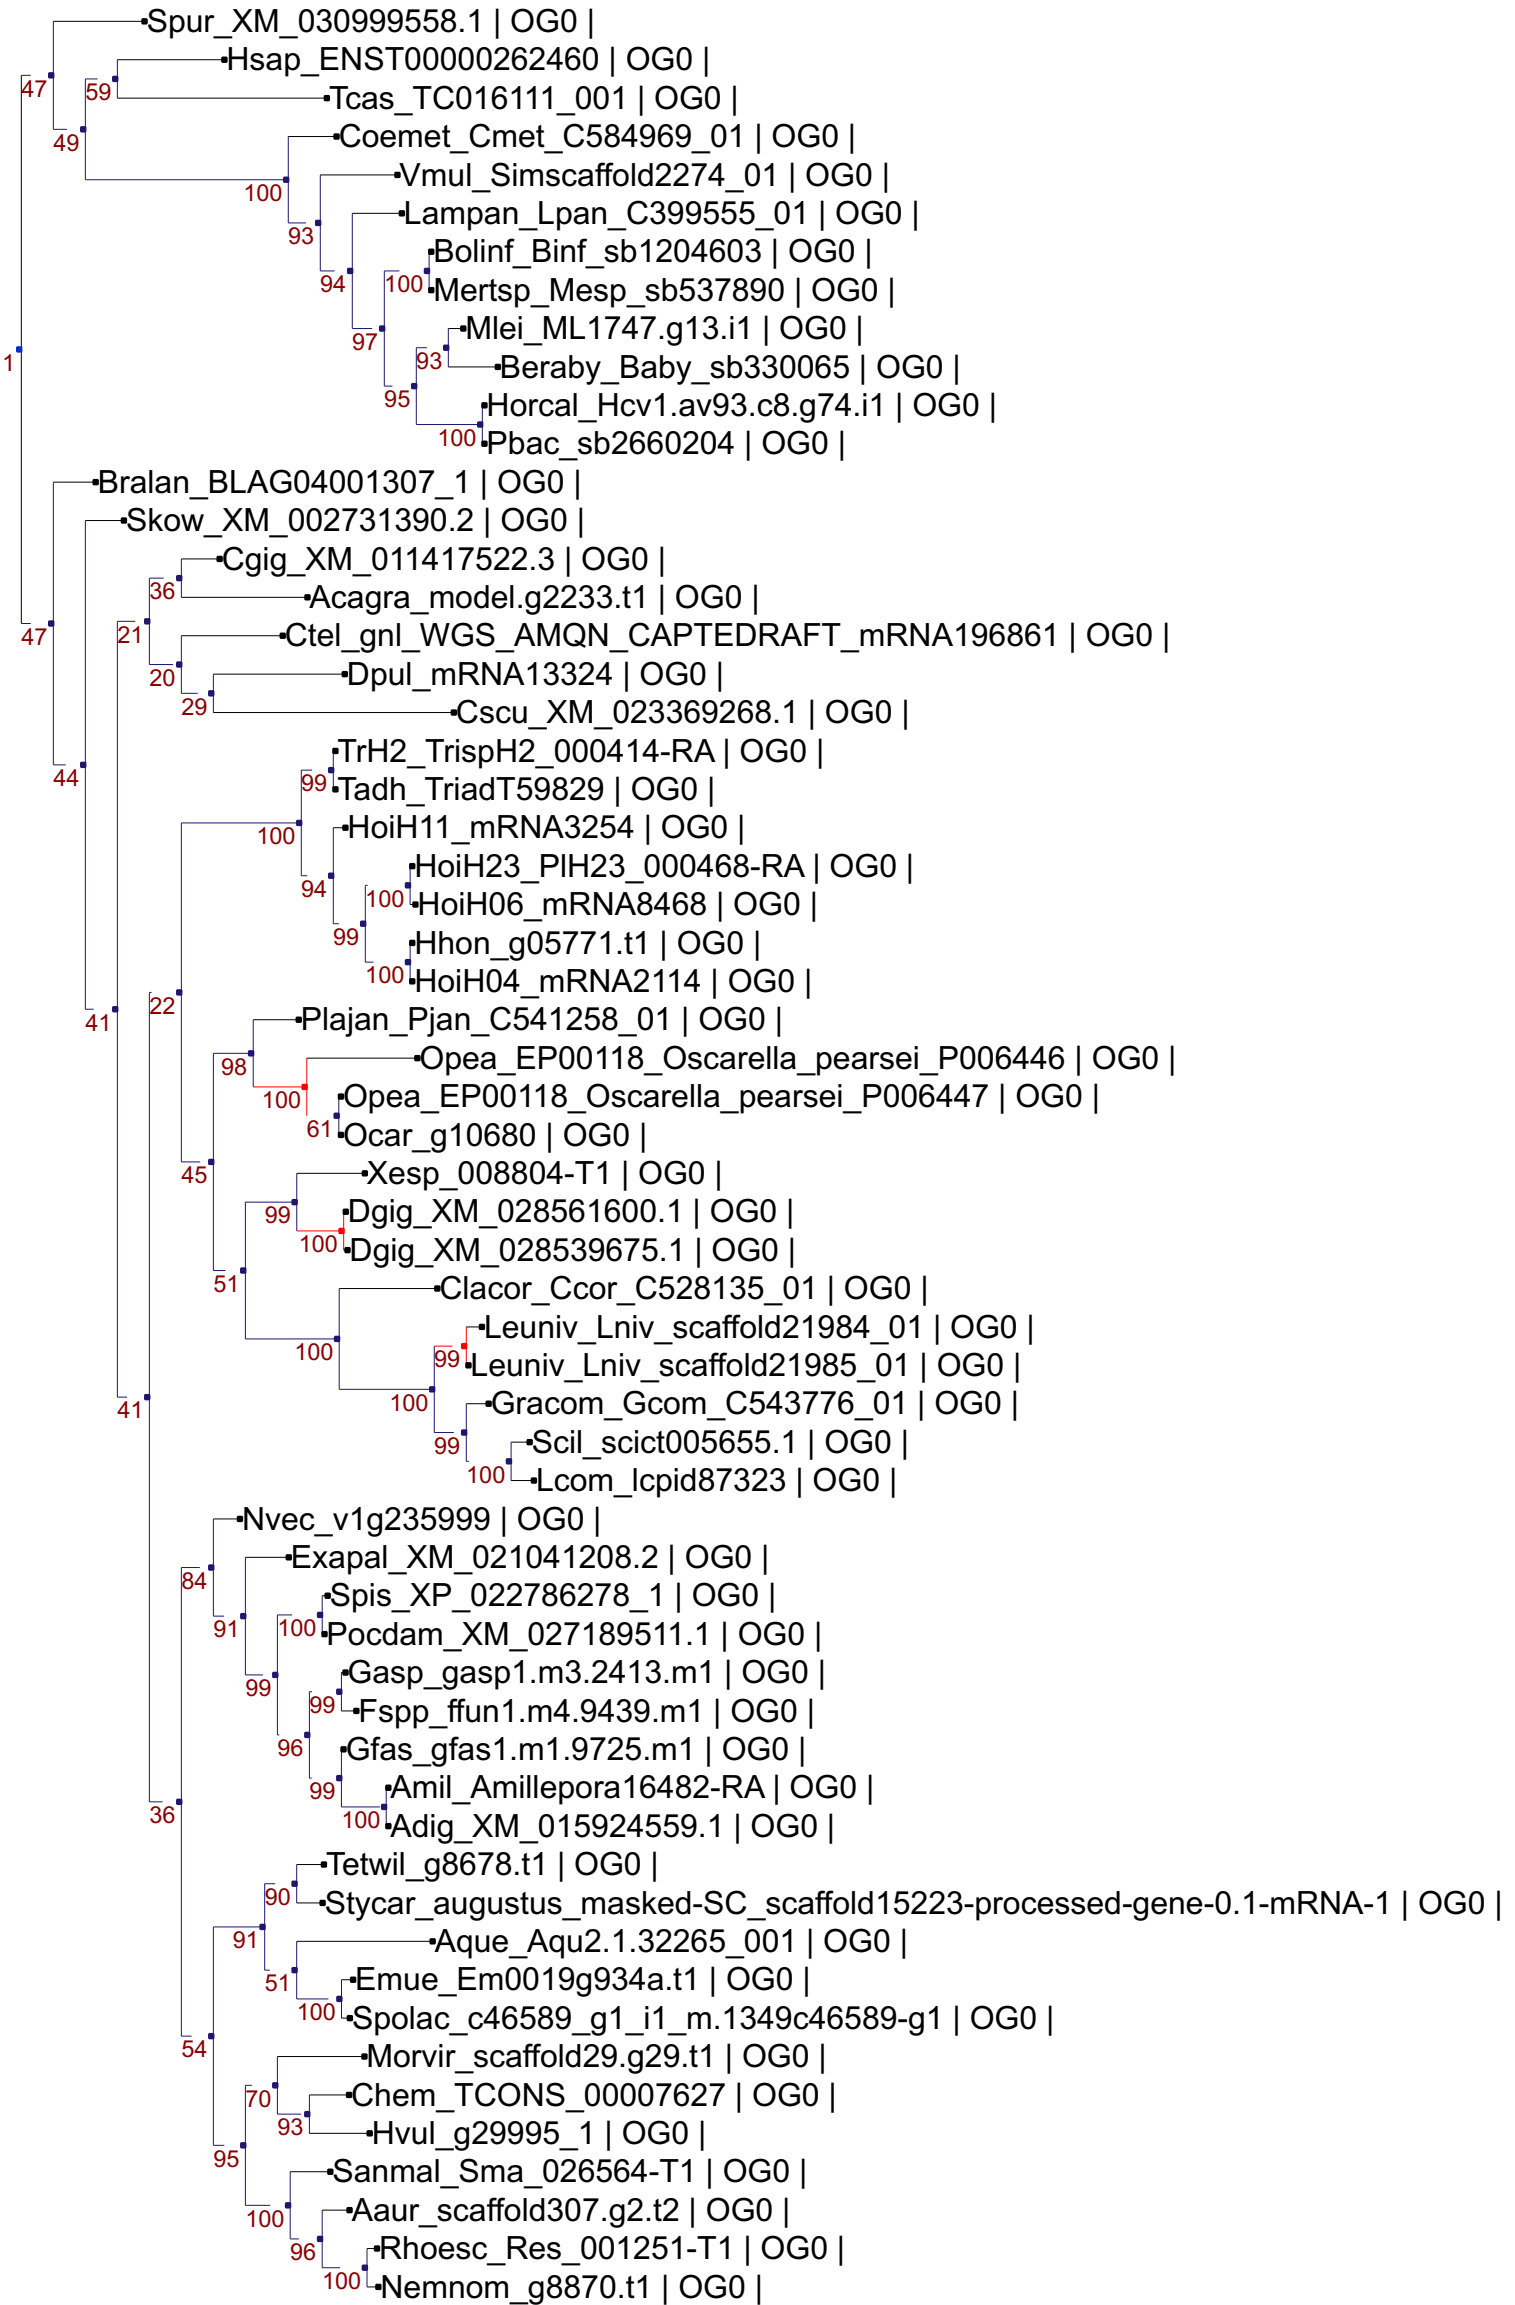 Spur_XM_030999558.1 | OG0 |
Hsap_ENST00000262460 | OG0 |
47
59
Tcas_TC016111_001 | OG0 |
Coemet_Cmet_C584969_01 | OG0 |
49
Vmul_Simscaffold2274_01 | OG0 |
100
Lampan_Lpan_C399555_01 | OG0 |
93
Bolinf_Binf_sb1204603 | OG0 |
94
100
Mertsp_Mesp_sb537890 | OG0 |
Mlei_ML1747.g13.i1 | OG0 |
97
93
1
Beraby_Baby_sb330065 | OG0 |
95
Horcal_Hcv1.av93.c8.g74.i1 | OG0 |
100
Pbac_sb2660204 | OG0 |
Bralan_BLAG04001307_1 | OG0 |
Skow_XM_002731390.2 | OG0 |
Cgig_XM_011417522.3 | OG0 |
36
Acagra_model.g2233.t1 | OG0 |
47
21
Ctel_gnl_WGS_AMQN_CAPTEDRAFT_mRNA196861 | OG0 |
20
Dpul_mRNA13324 | OG0 |
29
Cscu_XM_023369268.1 | OG0 |
TrH2_TrispH2_000414-RA | OG0 |
44
99
Tadh_TriadT59829 | OG0 |
HoiH11_mRNA3254 | OG0 |
100
HoiH23_PlH23_000468-RA | OG0 |
94
100
HoiH06_mRNA8468 | OG0 |
99
Hhon_g05771.t1 | OG0 |
100
HoiH04_mRNA2114 | OG0 |
22
41
Plajan_Pjan_C541258_01 | OG0 |
98
Opea_EP00118_Oscarella_pearsei_P006446 | OG0 |
100
Opea_EP00118_Oscarella_pearsei_P006447 | OG0 |
61
Ocar_g10680 | OG0 |
45
Xesp_008804-T1 | OG0 |
99
Dgig_XM_028561600.1 | OG0 |
100
Dgig_XM_028539675.1 | OG0 |
51
Clacor_Ccor_C528135_01 | OG0 |
Leuniv_Lniv_scaffold21984_01 | OG0 |
100
99
Leuniv_Lniv_scaffold21985_01 | OG0 |
100
41
Gracom_Gcom_C543776_01 | OG0 |
99
Scil_scict005655.1 | OG0 |
100
Lcom_lcpid87323 | OG0 |
Nvec_v1g235999 | OG0 |
Exapal_XM_021041208.2 | OG0 |
84
Spis_XP_022786278_1 | OG0 |
91
100
Pocdam_XM_027189511.1 | OG0 |
Gasp_gasp1.m3.2413.m1 | OG0 |
99
99
Fspp_ffun1.m4.9439.m1 | OG0 |
96
Gfas_gfas1.m1.9725.m1 | OG0 |
99
Amil_Amillepora16482-RA | OG0 |
36
100
Adig_XM_015924559.1 | OG0 |
Tetwil_g8678.t1 | OG0 |
90
Stycar_augustus_masked-SC_scaffold15223-processed-gene-0.1-mRNA-1 | OG0 |
91
Aque_Aqu2.1.32265_001 | OG0 |
51
Emue_Em0019g934a.t1 | OG0 |
100
Spolac_c46589_g1_i1_m.1349c46589-g1 | OG0 |
54
Morvir_scaffold29.g29.t1 | OG0 |
70
Chem_TCONS_00007627 | OG0 |
93
Hvul_g29995_1 | OG0 |
95
Sanmal_Sma_026564-T1 | OG0 |
100
Aaur_scaffold307.g2.t2 | OG0 |
96
Rhoesc_Res_001251-T1 | OG0 |
100
Nemnom_g8870.t1 | OG0 |